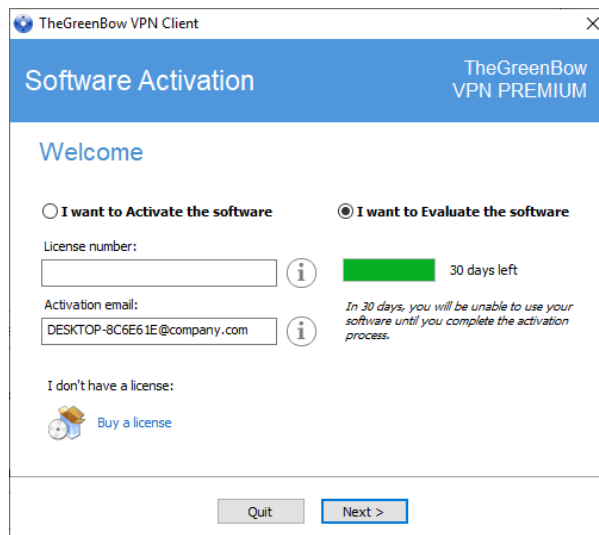 TheGreenBow VPN Client
Software Activation
TheGreenBow
VPN PREMIUM
Welcome
I want to Activate the software
I want to Evaluate the software
License number:
30 days left
Activation email:
DESKTOP-8C6E61E@company.com
In 30 days, you will be unable to use your
software until you complete the activation
process.
I don't have a license:
Buy a license
Quit
Next >